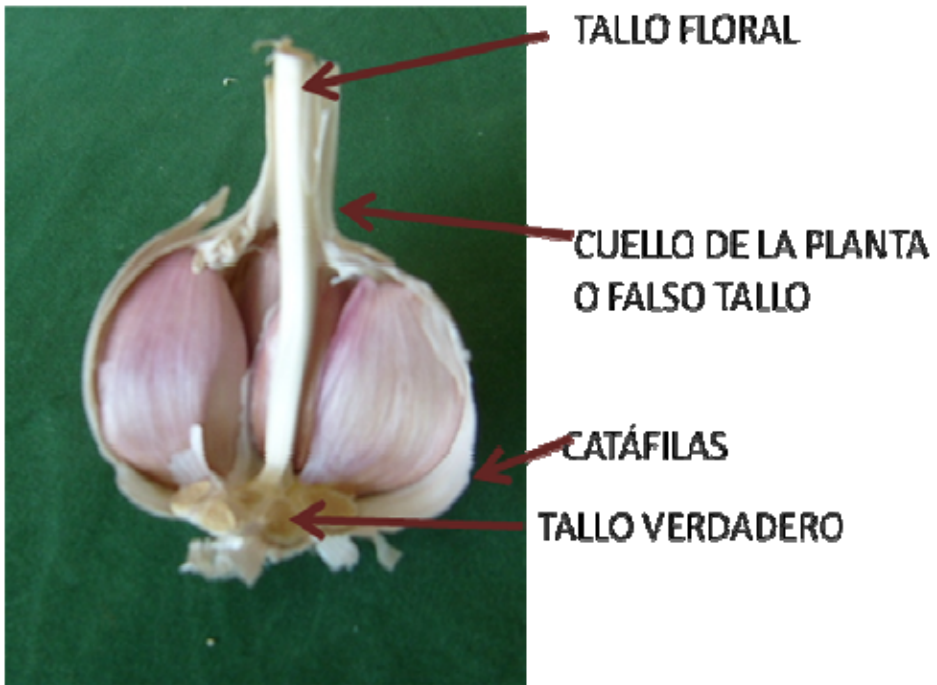 TALLO FLORAL
CUELLO DE LA PLANTA
O FALSO TALLO
CATÁFILAS
TALLO VERDADERO